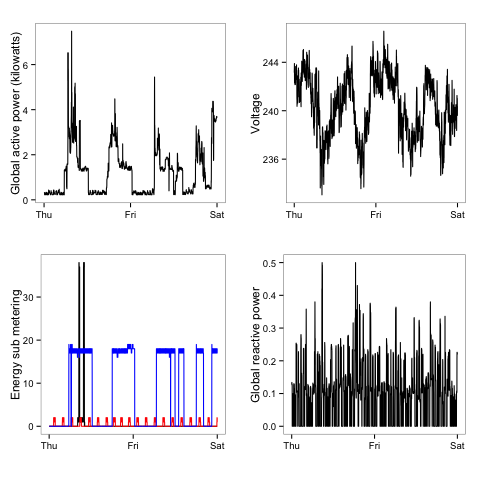 Global active power (kilowatts)
6
4
2
0
Thu
Fri
Sat
Voltage
244
240
236
Thu
Fri
Sat
Energy sub metering
30
20
10
0
Thu
Fri
Sat
Global reactive power
0.5
0.4
0.3
0.2
0.1
0.0
Thu
Fri
Sat